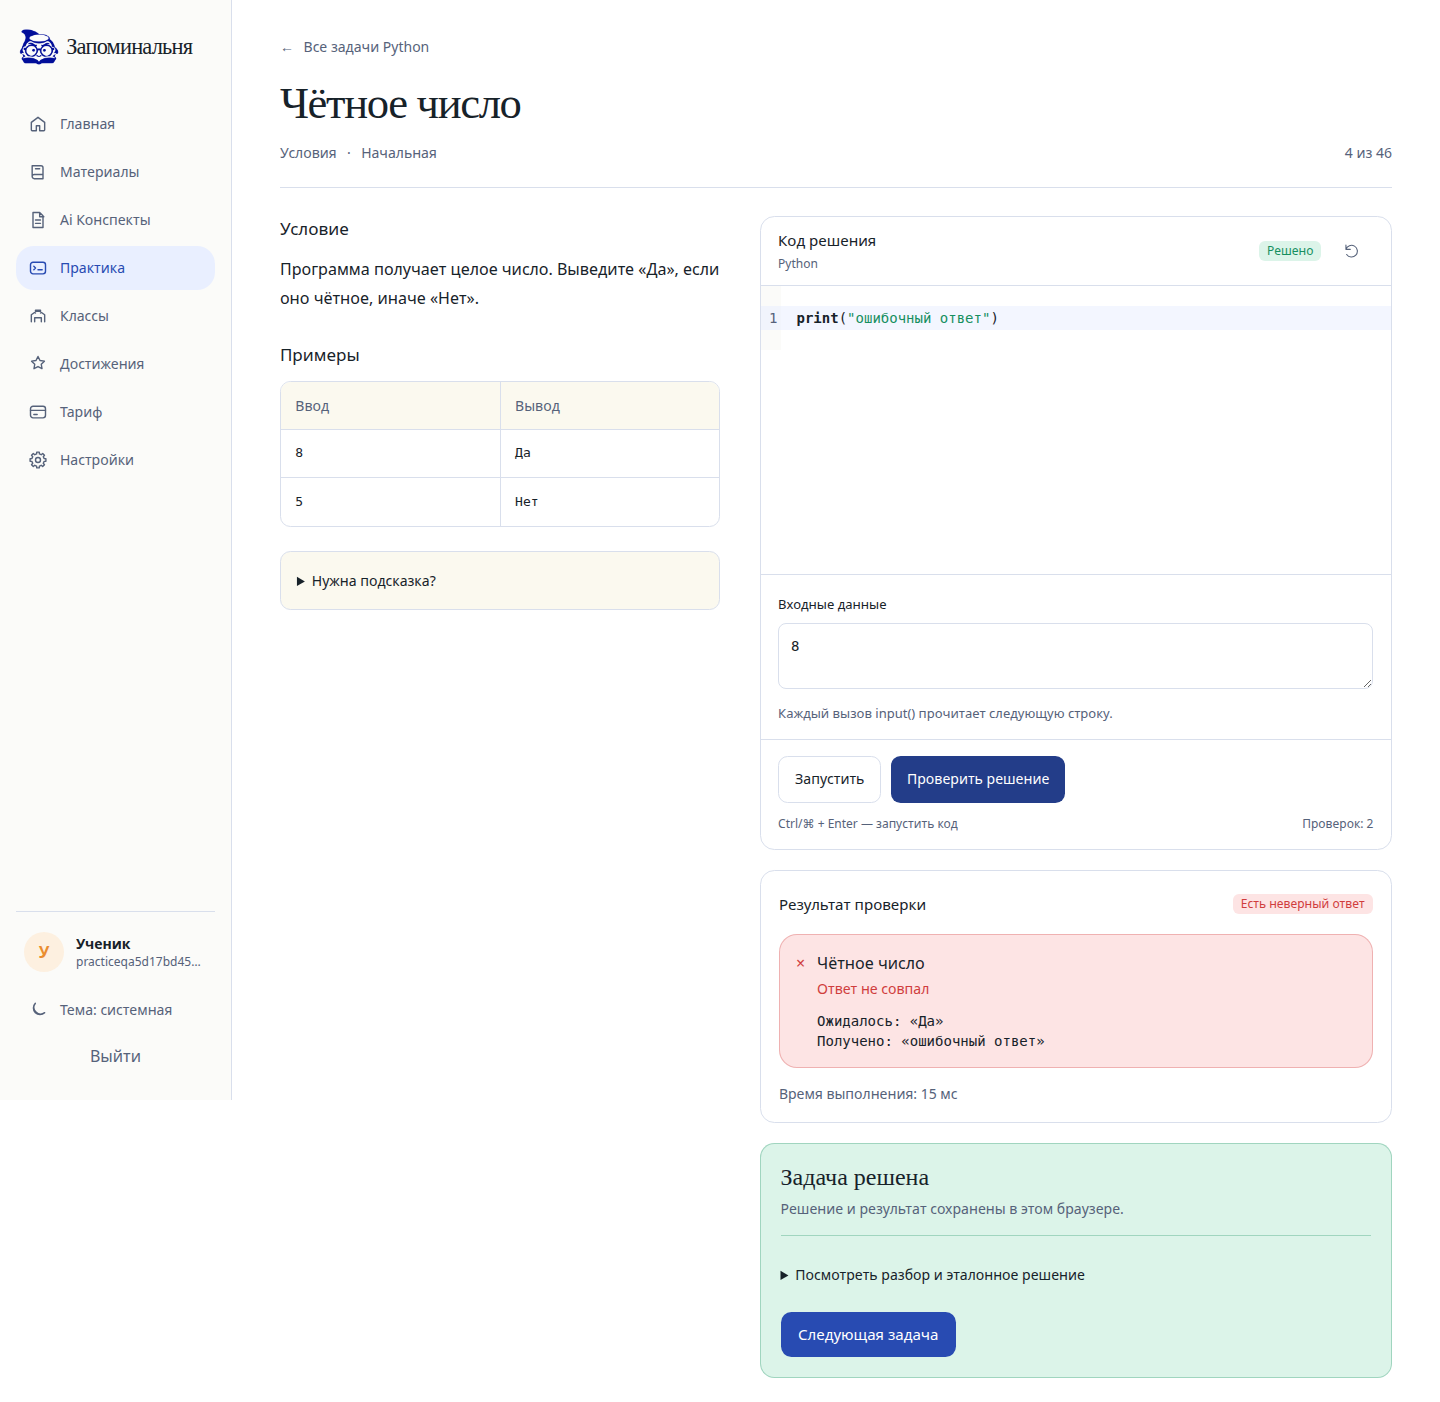 Запоминальня
Главная
Материалы
Ai Конспекты
Практика
Классы
Достижения
Тариф
Настройки
У
Ученик
practiceqa5d17bd45...
Тема: системная
Выйти
← Все задачи Python
Чётное число
Условия · Начальная
4 из 46
Условие
Программа получает целое число. Выведите «Да», если
оно чётное, иначе «Нет».
Примеры
Ввод Вывод
8 Да
5 Нет
▶ Нужна подсказка?
Код решения
Python
Решено
1 print("ошибочный ответ")
Входные данные
8
Каждый вызов input() прочитает следующую строку.
Запустить
Проверить решение
Ctrl/⌘ + Enter — запустить код
Проверок: 2
Результат проверки
Есть неверный ответ
× Чётное число
Ответ не совпал
Ожидалось: «Да»
Получено: «ошибочный ответ»
Время выполнения: 15 мс
Задача решена
Решение и результат сохранены в этом браузере.
▶ Посмотреть разбор и эталонное решение
Следующая задача